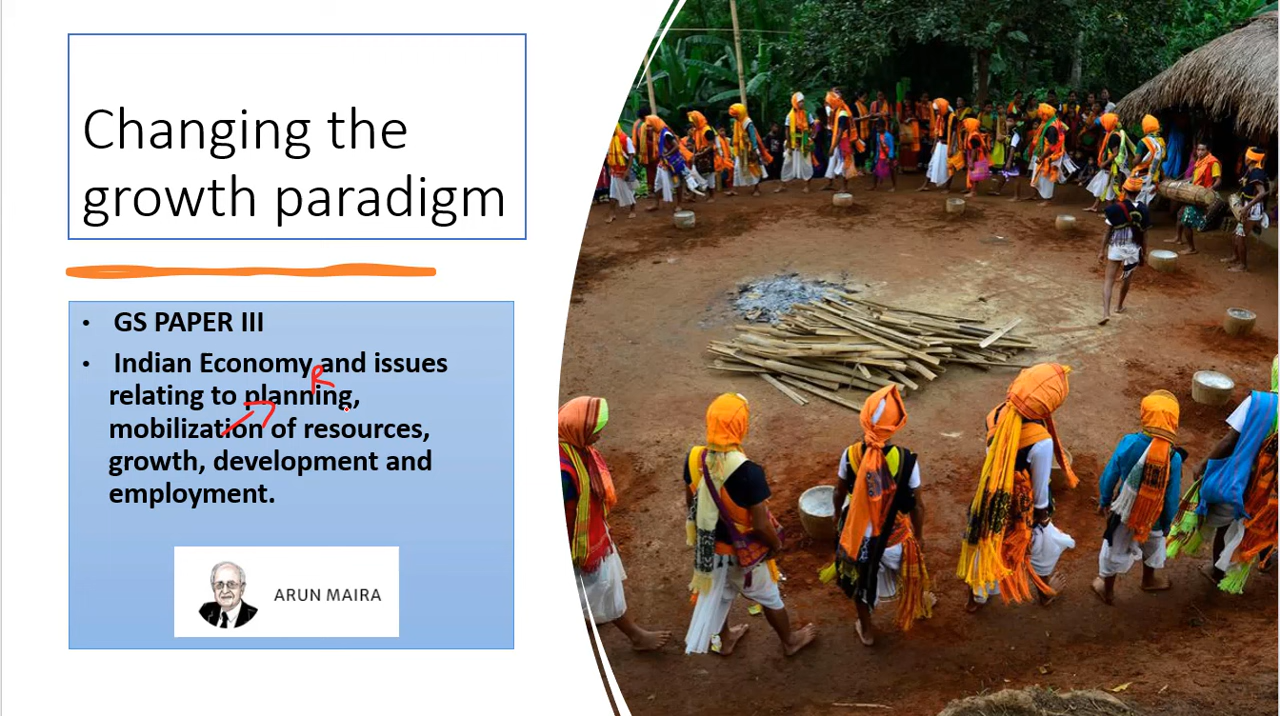 Changing the
growth paradigm
• GS PAPER III
• Indian Economy and issues
relating to planning,
mobilization of resources,
growth, development and
employment.
ARUN MAIRA